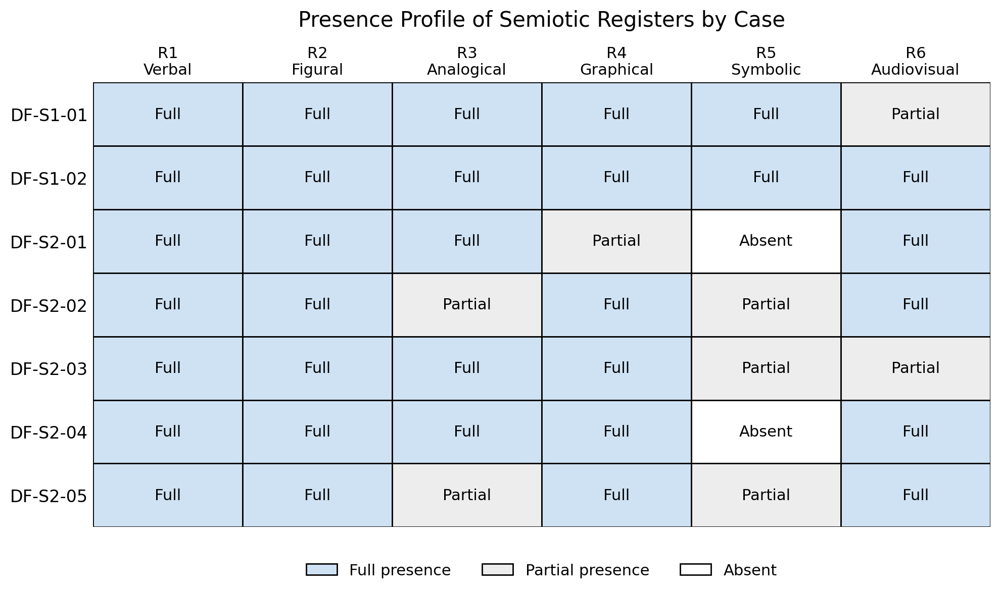 Presence Profile of Semiotic Registers by Case
R1 R2 R3 R4 R5 R6
Verbal Figural Analogical Graphical Symbolic Audiovisual
DF-S1-01 Full Full Full Full Full Partial
DF-S1-02 Full Full Full Full Full Full
DF-S2-01 Full Full Full Partial Absent Full
DF-S2-02 Full Full Partial Full Partial Full
DF-S2-03 Full Full Full Full Partial Partial
DF-S2-04 Full Full Full Full Absent Full
DF-S2-05 Full Full Partial Full Partial Full
Full presence Partial presence Absent